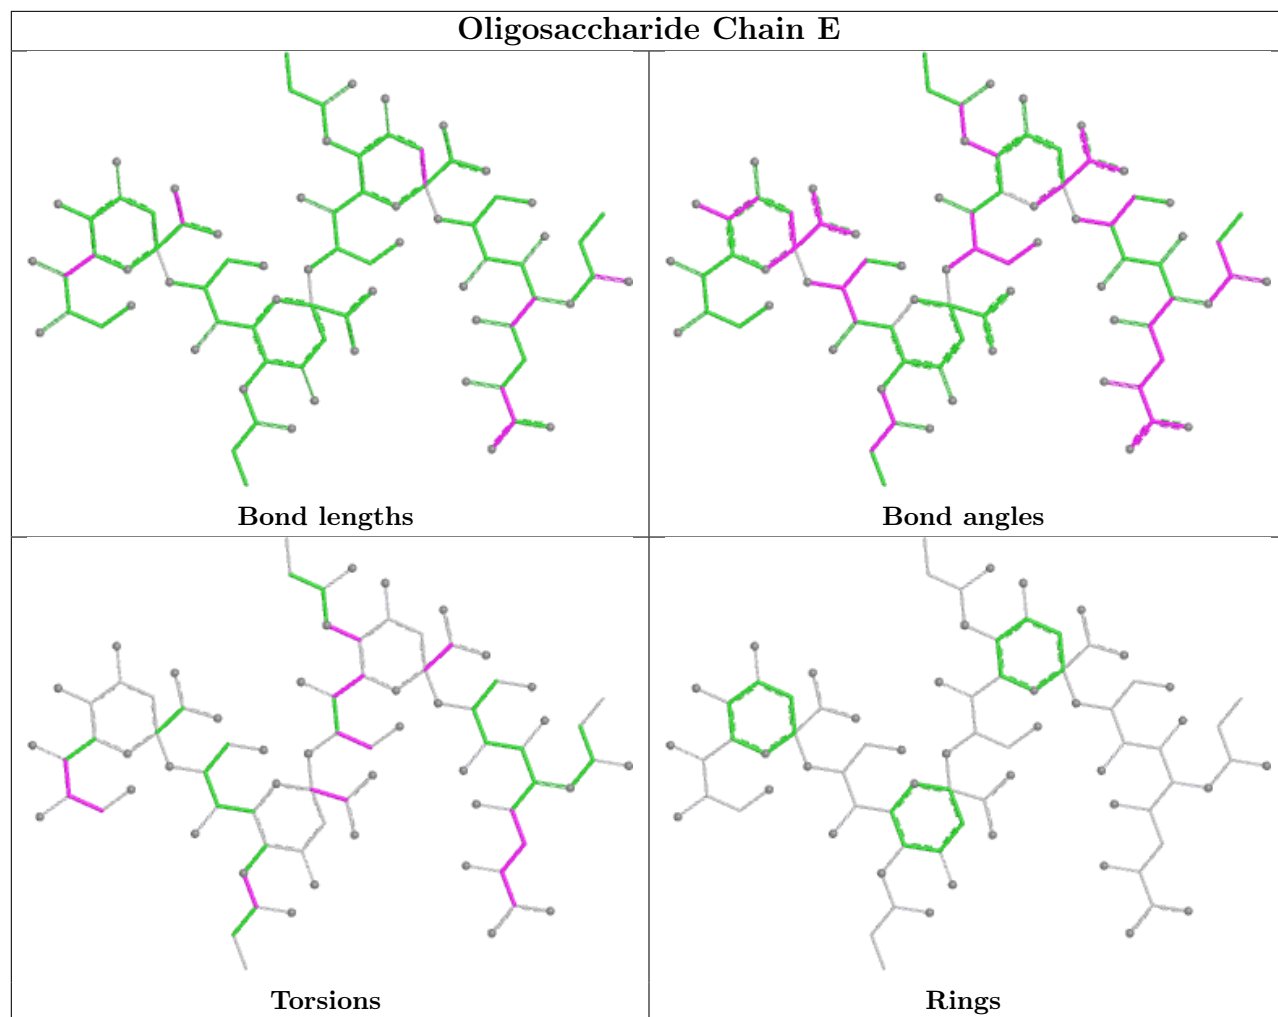 Oligosaccharide Chain E
Bond lengths
Bond angles
Torsions
Rings